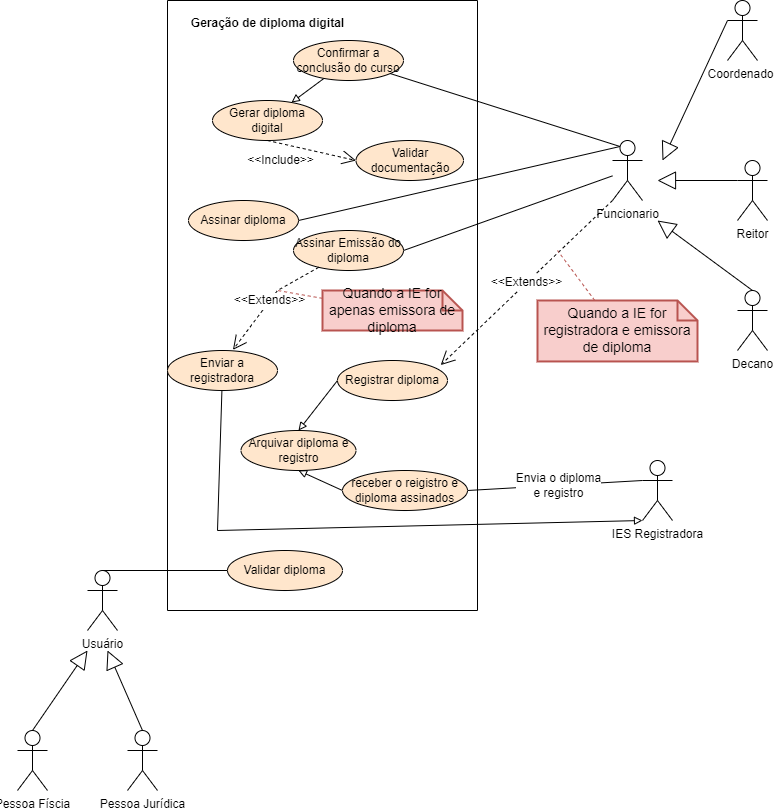 Geração de diploma digital
Confirmar a
conclusão do curso
Coordenado
Gerar diploma
digital
<<Include>>
Validar
documentação
Funcionario
Reitor
Assinar diploma
Assinar Emissão do
diploma
<<Extends>>
<<Extends>>
Quando a IE for
apenas emissora de
diploma
Quando a IE for
registradora e emissora
de diploma
Decano
Enviar a
registradora
Registrar diploma
Arquivar diploma e
registro
receber o reigistro e
diploma assinados
Envia o diploma
e registro
IES Registradora
Validar diploma
Usuário
Pessoa Físcia
Pessoa Jurídica